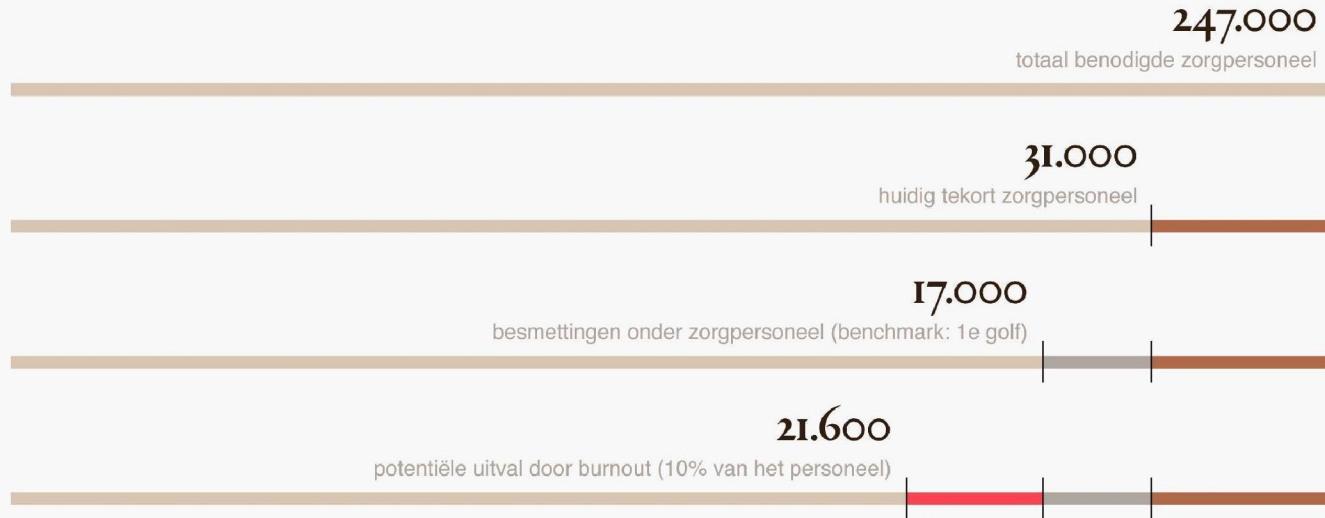 247.000
totaal benodigde zorgpersoneel
31.000
huidig tekort zorgpersoneel
17.000
besmettingen onder zorgpersoneel (benchmark: 1e golf)
21.600
potentiële uitval door burnout (10% van het personeel)